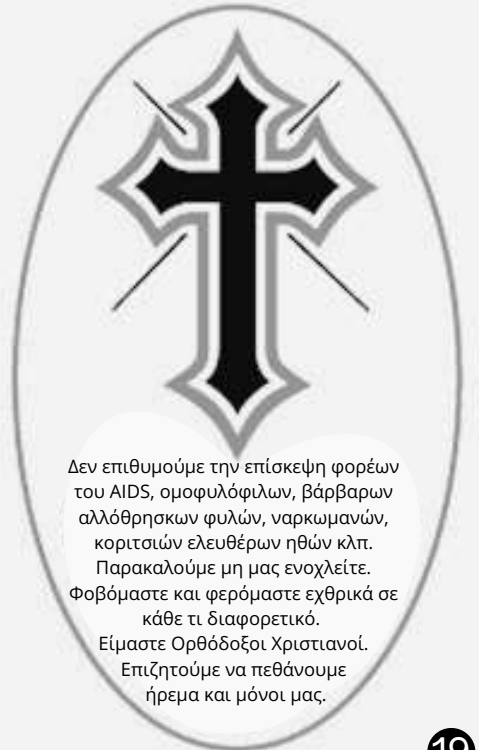 Δεν επιθυμούμε την επίσκεψη φορέων
του AIDS, ομοφυλόφιλων, βάρβαρων
αλλόθρησκων φυλών, ναρκωμανών,
κοριτσιών ελευθέρων ηθών κλπ.
Παρακαλούμε μη μας ενοχλείτε.
Φοβόμαστε και φερόμαστε εχθρικά σε
κάθε τι διαφορετικό.
Είμαστε Ορθόδοξοι Χριστιανοί.
Επιζητούμε να πεθάνουμε
ήρεμα και μόνοι μας.
19